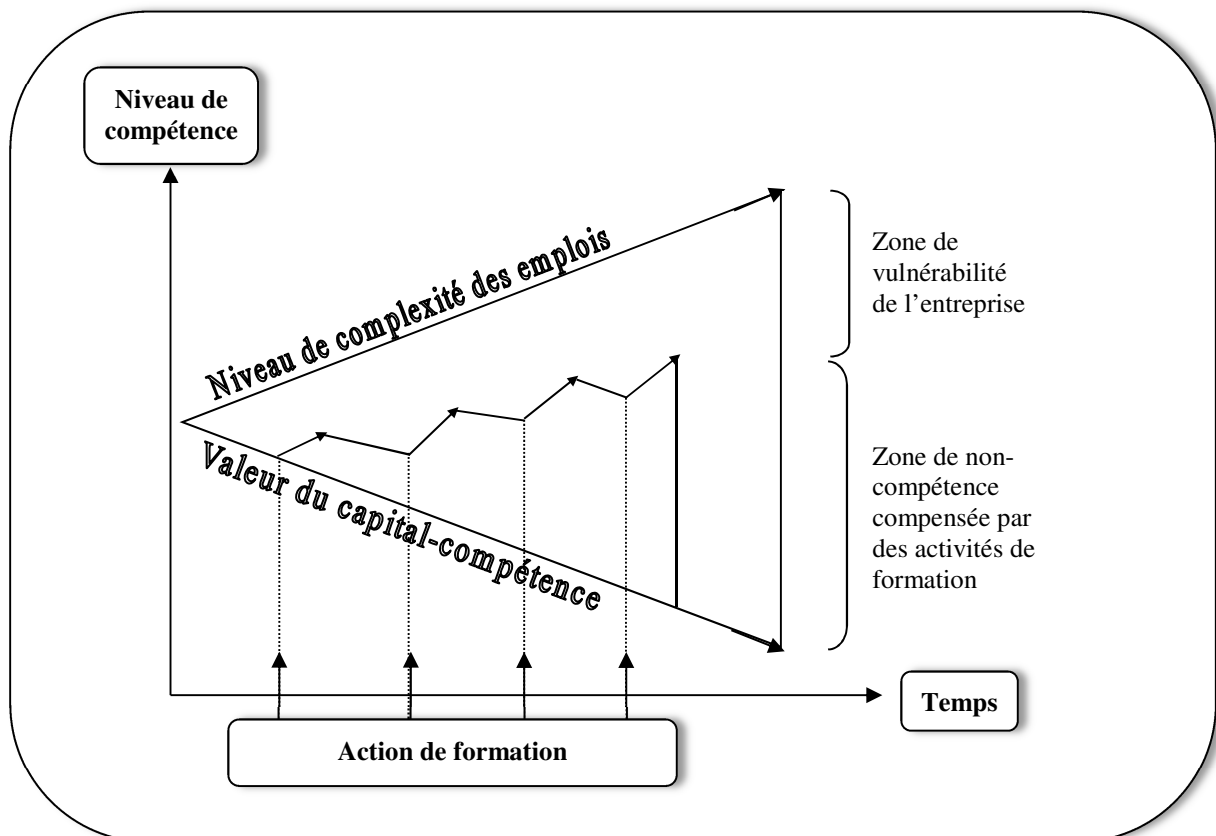 Niveau de
compétence
Niveau de complexité des emplois
Valeur du capital-compétence
Zone de
vulnérabilité
de l’entreprise
Zone de non-
compétence
compensée par
des activités de
formation
Temps
Action de formation